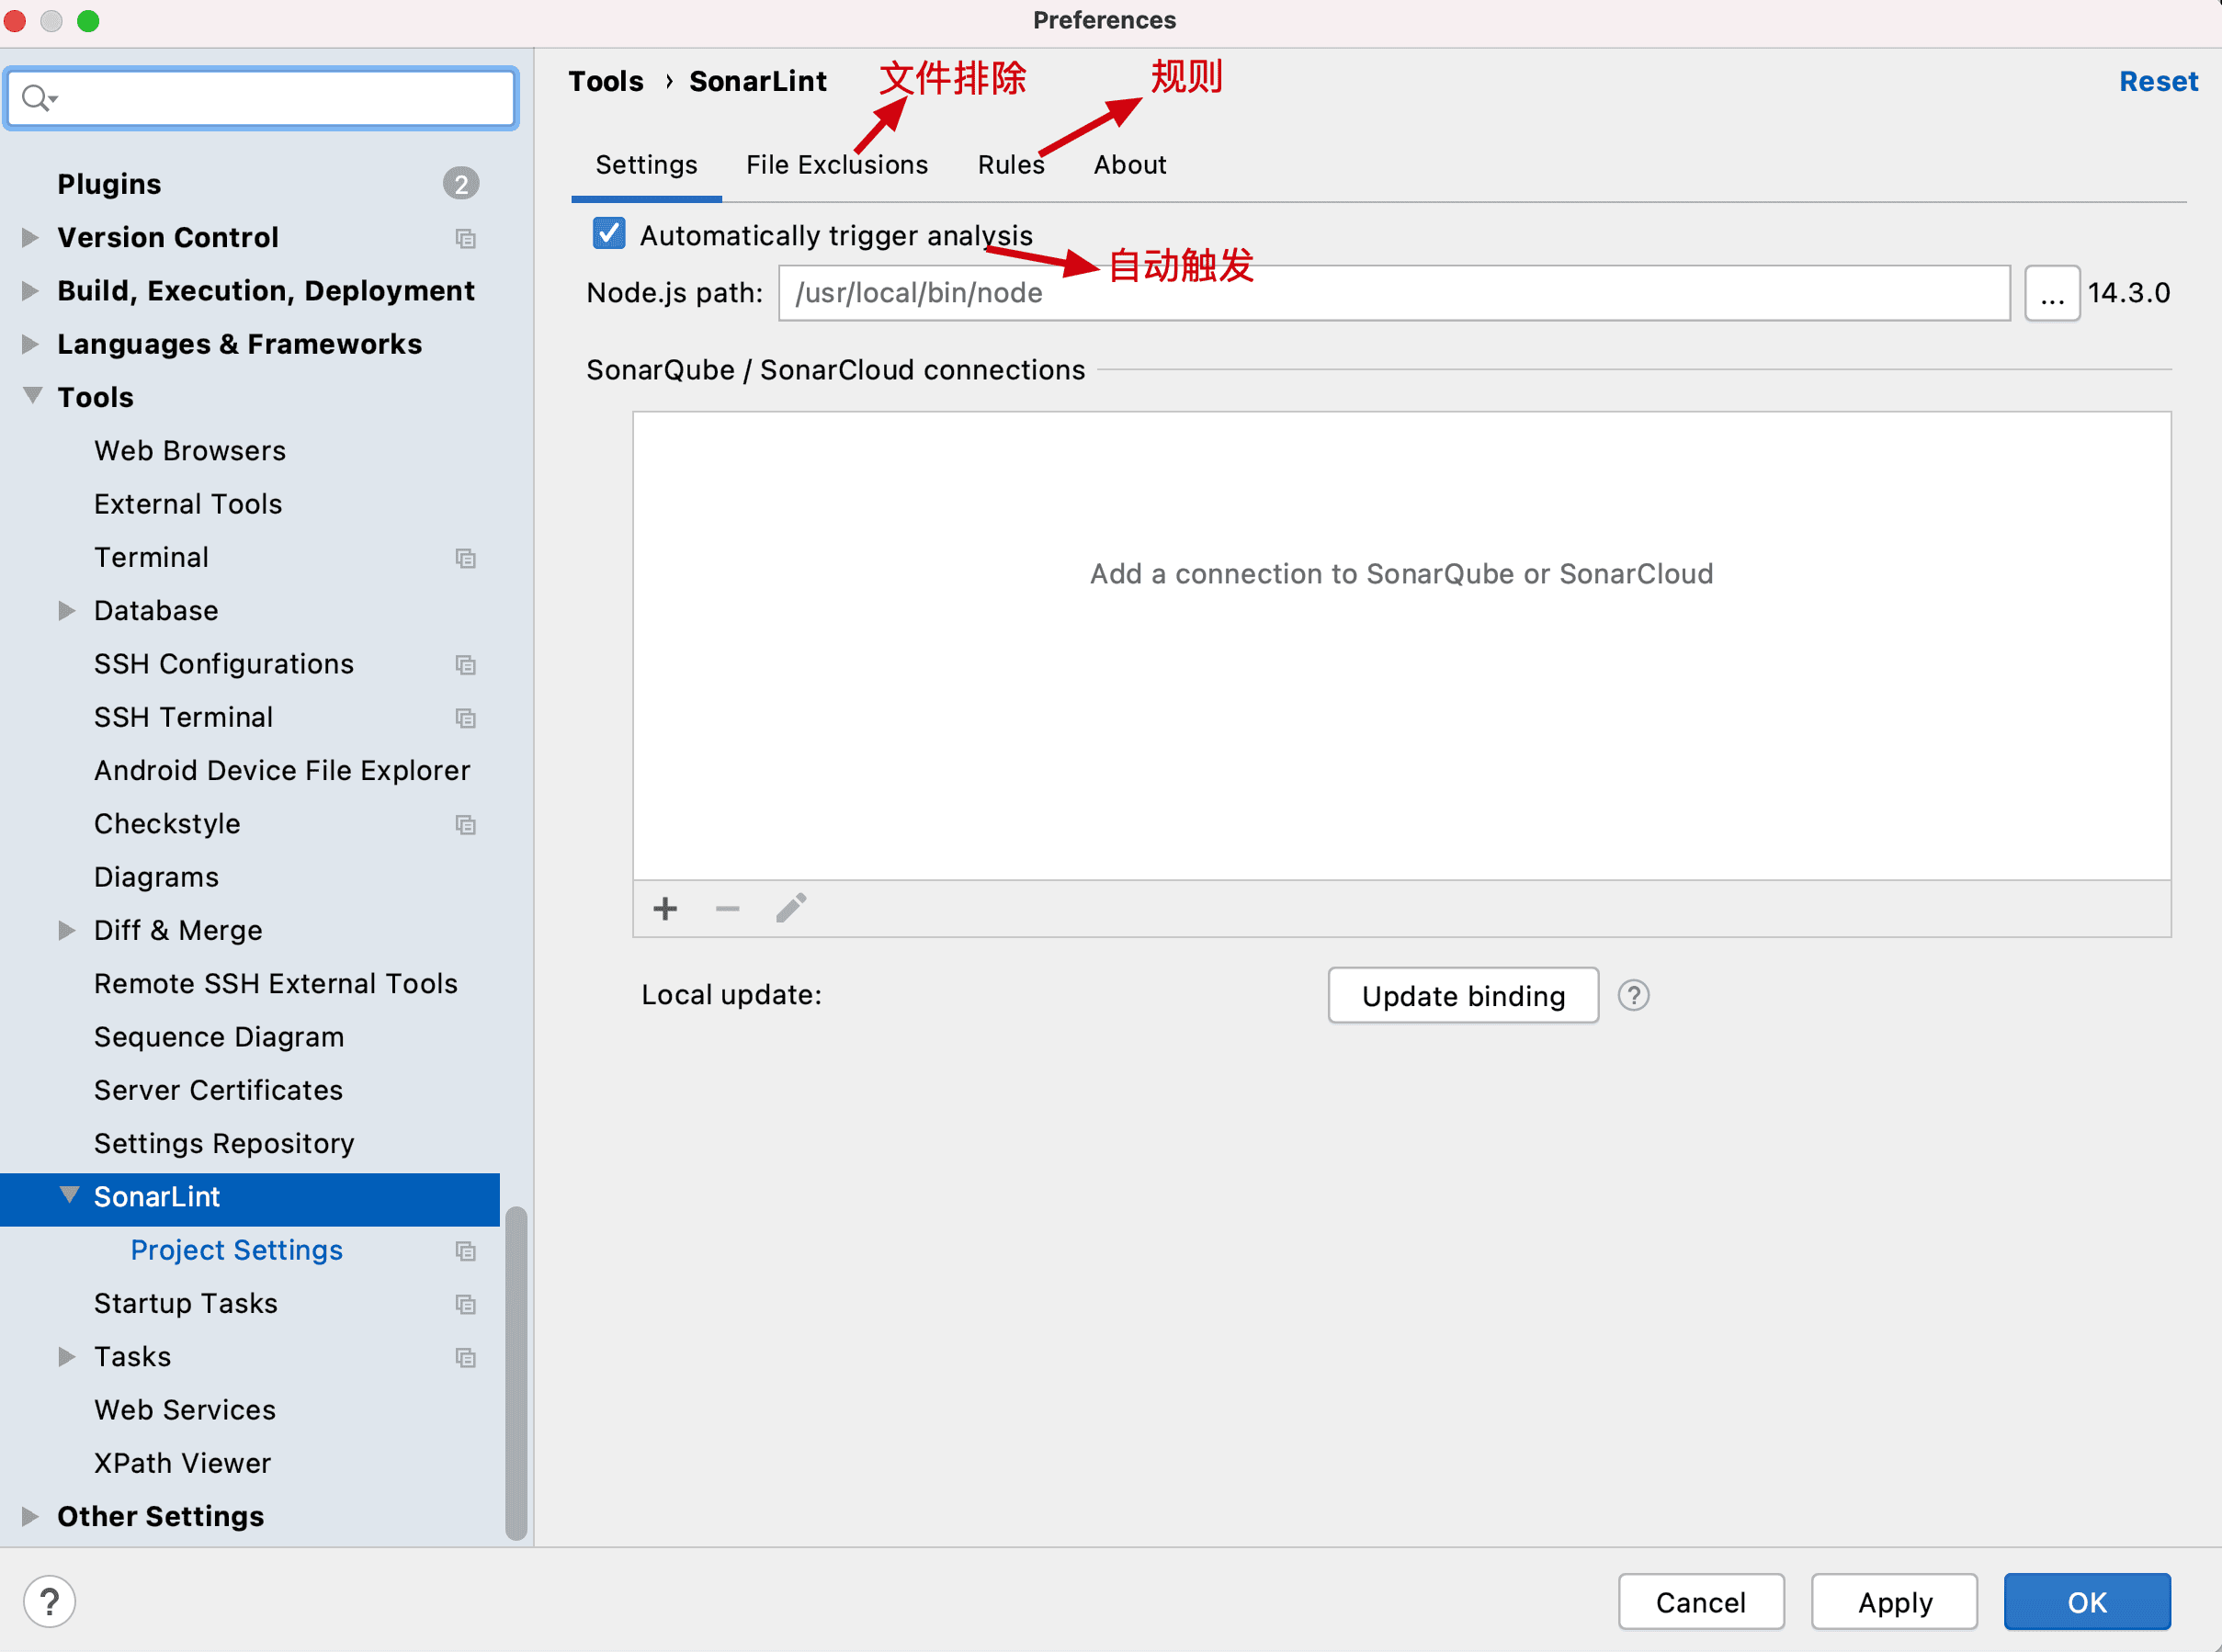 Preferences
Plugins 2
Version Control
Build, Execution, Deployment
Languages & Frameworks
Tools
Web Browsers
External Tools
Terminal
Database
SSH Configurations
SSH Terminal
Android Device File Explorer
Checkstyle
Diagrams
Diff & Merge
Remote SSH External Tools
Sequence Diagram
Server Certificates
Settings Repository
SonarLint
Project Settings
Startup Tasks
Tasks
Web Services
XPath Viewer
Other Settings
Tools › SonarLint 文件排除 规则 Reset
Settings File Exclusions Rules About
Automatically trigger analysis
自动触发
Node.js path: /usr/local/bin/node ... 14.3.0
SonarQube / SonarCloud connections
Add a connection to SonarQube or SonarCloud
Local update: Update binding ?
? Cancel Apply OK